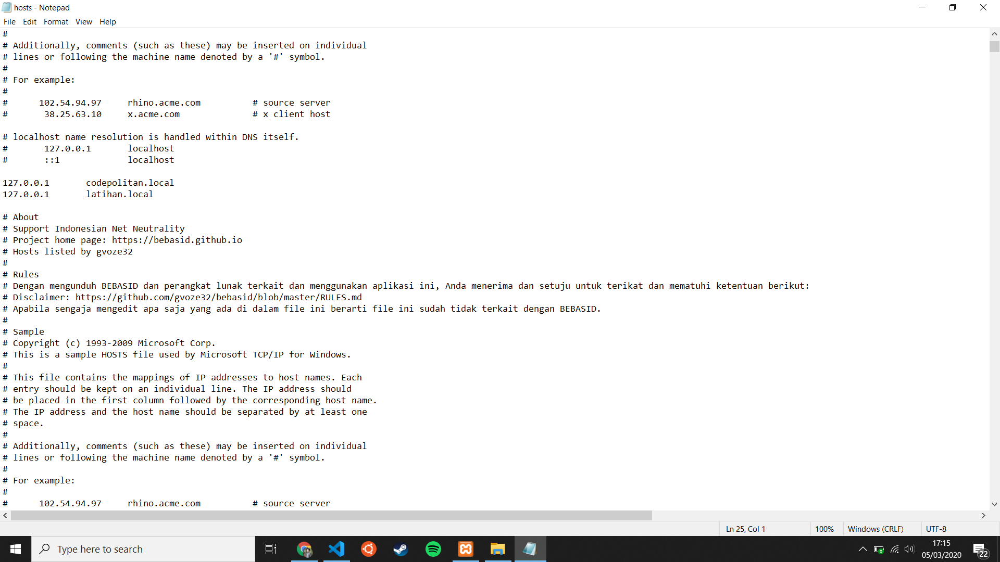 hosts - Notepad
File Edit Format View Help
#
# Additionally, comments (such as these) may be inserted on individual
# lines or following the machine name denoted by a '#' symbol.
#
# For example:
#
#      102.54.94.97     rhino.acme.com          # source server
#       38.25.63.10     x.acme.com              # x client host

# localhost name resolution is handled within DNS itself.
#       127.0.0.1       localhost
#       ::1             localhost

127.0.0.1       codepolitan.local
127.0.0.1       latihan.local

# About
# Support Indonesian Net Neutrality
# Project home page: https://bebasid.github.io
# Hosts listed by gvoze32
#
# Rules
# Dengan mengunduh BEBASID dan perangkat lunak terkait dan menggunakan aplikasi ini, Anda menerima dan setuju untuk terikat dan mematuhi ketentuan berikut:
# Disclaimer: https://github.com/gvoze32/bebasid/blob/master/RULES.md
# Apabila sengaja mengedit apa saja yang ada di dalam file ini berarti file ini sudah tidak terkait dengan BEBASID.
#
# Sample
# Copyright (c) 1993-2009 Microsoft Corp.
# This is a sample HOSTS file used by Microsoft TCP/IP for Windows.
#
# This file contains the mappings of IP addresses to host names. Each
# entry should be kept on an individual line. The IP address should
# be placed in the first column followed by the corresponding host name.
# The IP address and the host name should be separated by at least one
# space.
#
# Additionally, comments (such as these) may be inserted on individual
# lines or following the machine name denoted by a '#' symbol.
#
# For example:
#
#      102.54.94.97     rhino.acme.com          # source server
Ln 25, Col 1
100%
Windows (CRLF)
UTF-8
Type here to search
17:15
05/03/2020
22